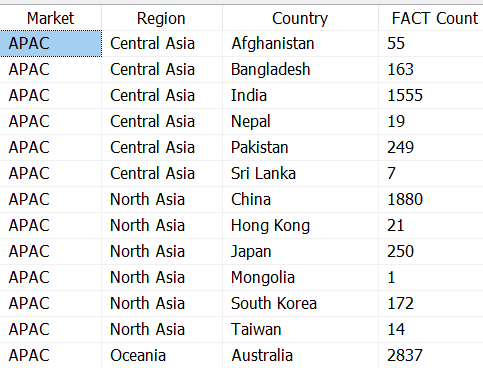 Market Region Country FACT Count
APAC Central Asia Afghanistan 55
APAC Central Asia Bangladesh 163
APAC Central Asia India 1555
APAC Central Asia Nepal 19
APAC Central Asia Pakistan 249
APAC Central Asia Sri Lanka 7
APAC North Asia China 1880
APAC North Asia Hong Kong 21
APAC North Asia Japan 250
APAC North Asia Mongolia 1
APAC North Asia South Korea 172
APAC North Asia Taiwan 14
APAC Oceania Australia 2837